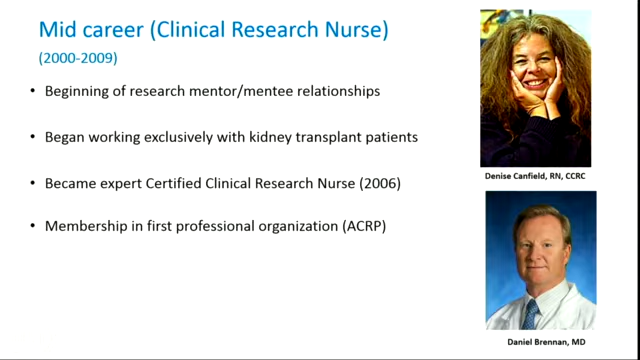 Mid career (Clinical Research Nurse)
(2000-2009)
• Beginning of research mentor/mentee relationships
• Began working exclusively with kidney transplant patients
• Became expert Certified Clinical Research Nurse (2006)
• Membership in first professional organization (ACRP)
Denise Canfield, RN, CCRC
Daniel Brennan, MD